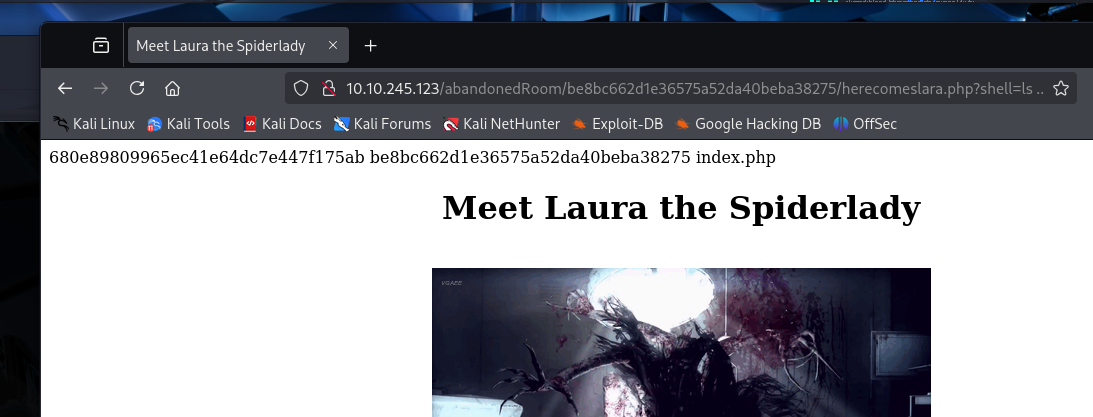 Meet Laura the Spiderlady
10.10.245.123/abandonedRoom/be8bc662d1e36575a52da40beba38275/herecomeslara.php?shell=ls ..
Kali Linux Kali Tools Kali Docs Kali Forums Kali NetHunter Exploit-DB Google Hacking DB OffSec
680e89809965ec41e64dc7e447f175ab be8bc662d1e36575a52da40beba38275 index.php
Meet Laura the Spiderlady
VGAEE